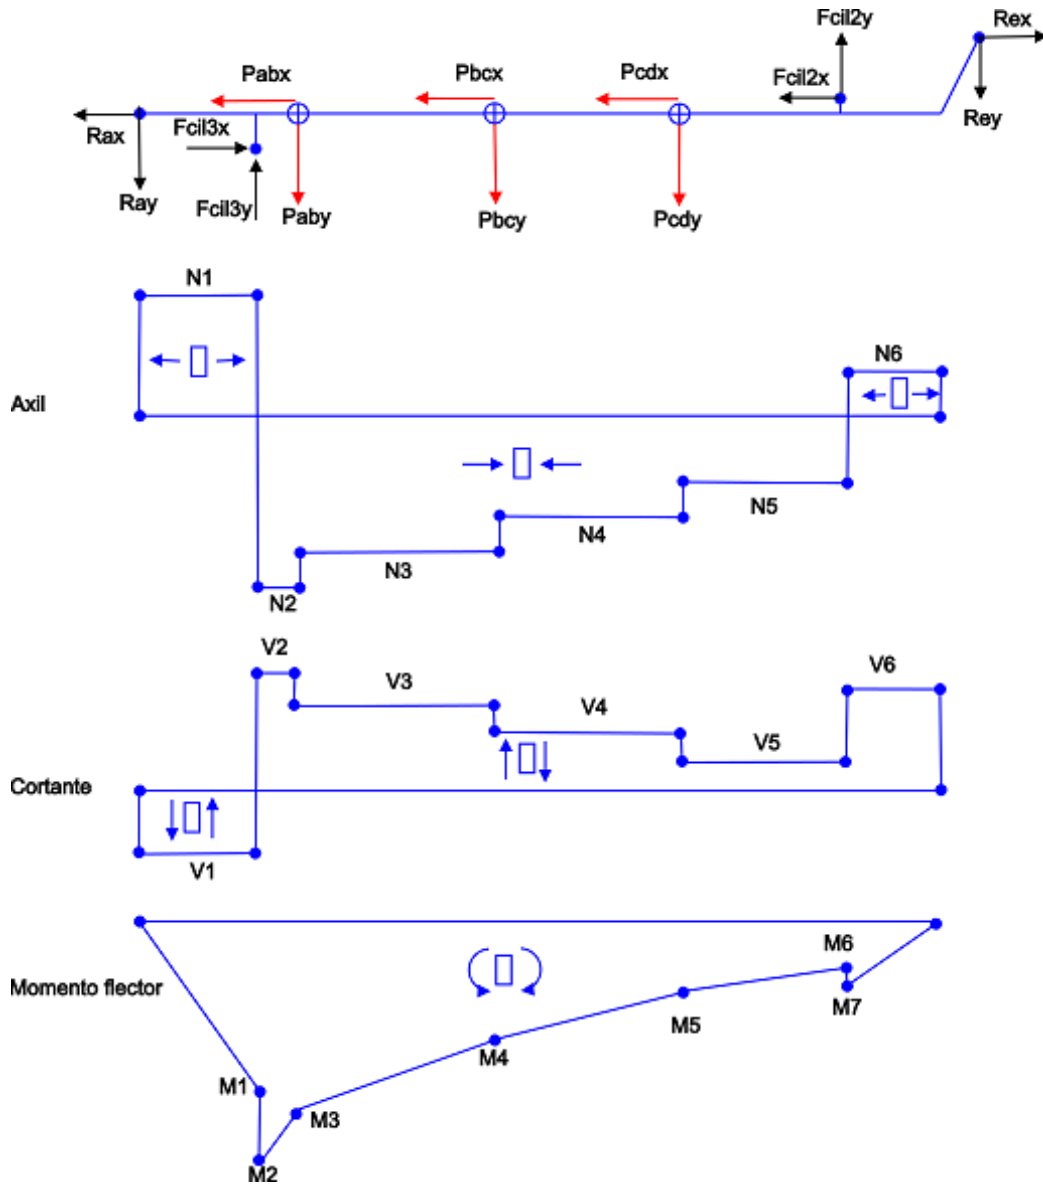 Fcil2y
Rex
Pabx
Pbcx
Pcdx
Fcil2x
Rax
Fcil3x
Rey
Ray
Fcil3y
Paby
Pbcy
Pcdy
N1
N6
Axil
N5
N4
N3
N2
V2
V3
V6
V4
V5
Cortante
V1
M6
Momento flector
M7
M5
M4
M1
M3
M2